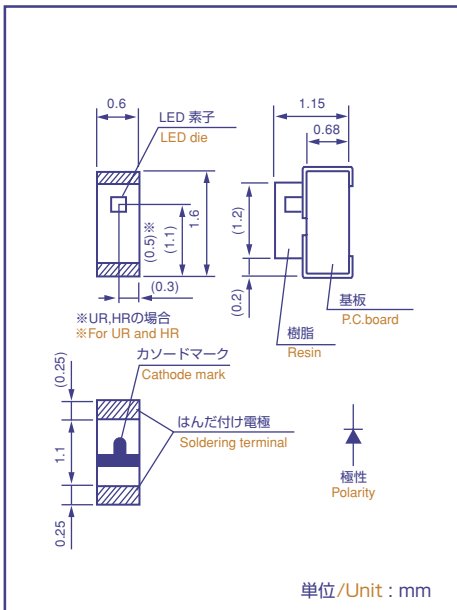 0.6
LED 素子
LED die
1.15
0.68
(0.5)※
(1.1)
1.6
(0.3)
(1.2)
(0.2)
※UR,HRの場合
※For UR and HR
基板
P.C.board
樹脂
Resin
カソードマーク
Cathode mark
(0.25)
1.1
0.25
はんだ付け電極
Soldering terminal
極性
Polarity
単位/Unit : mm